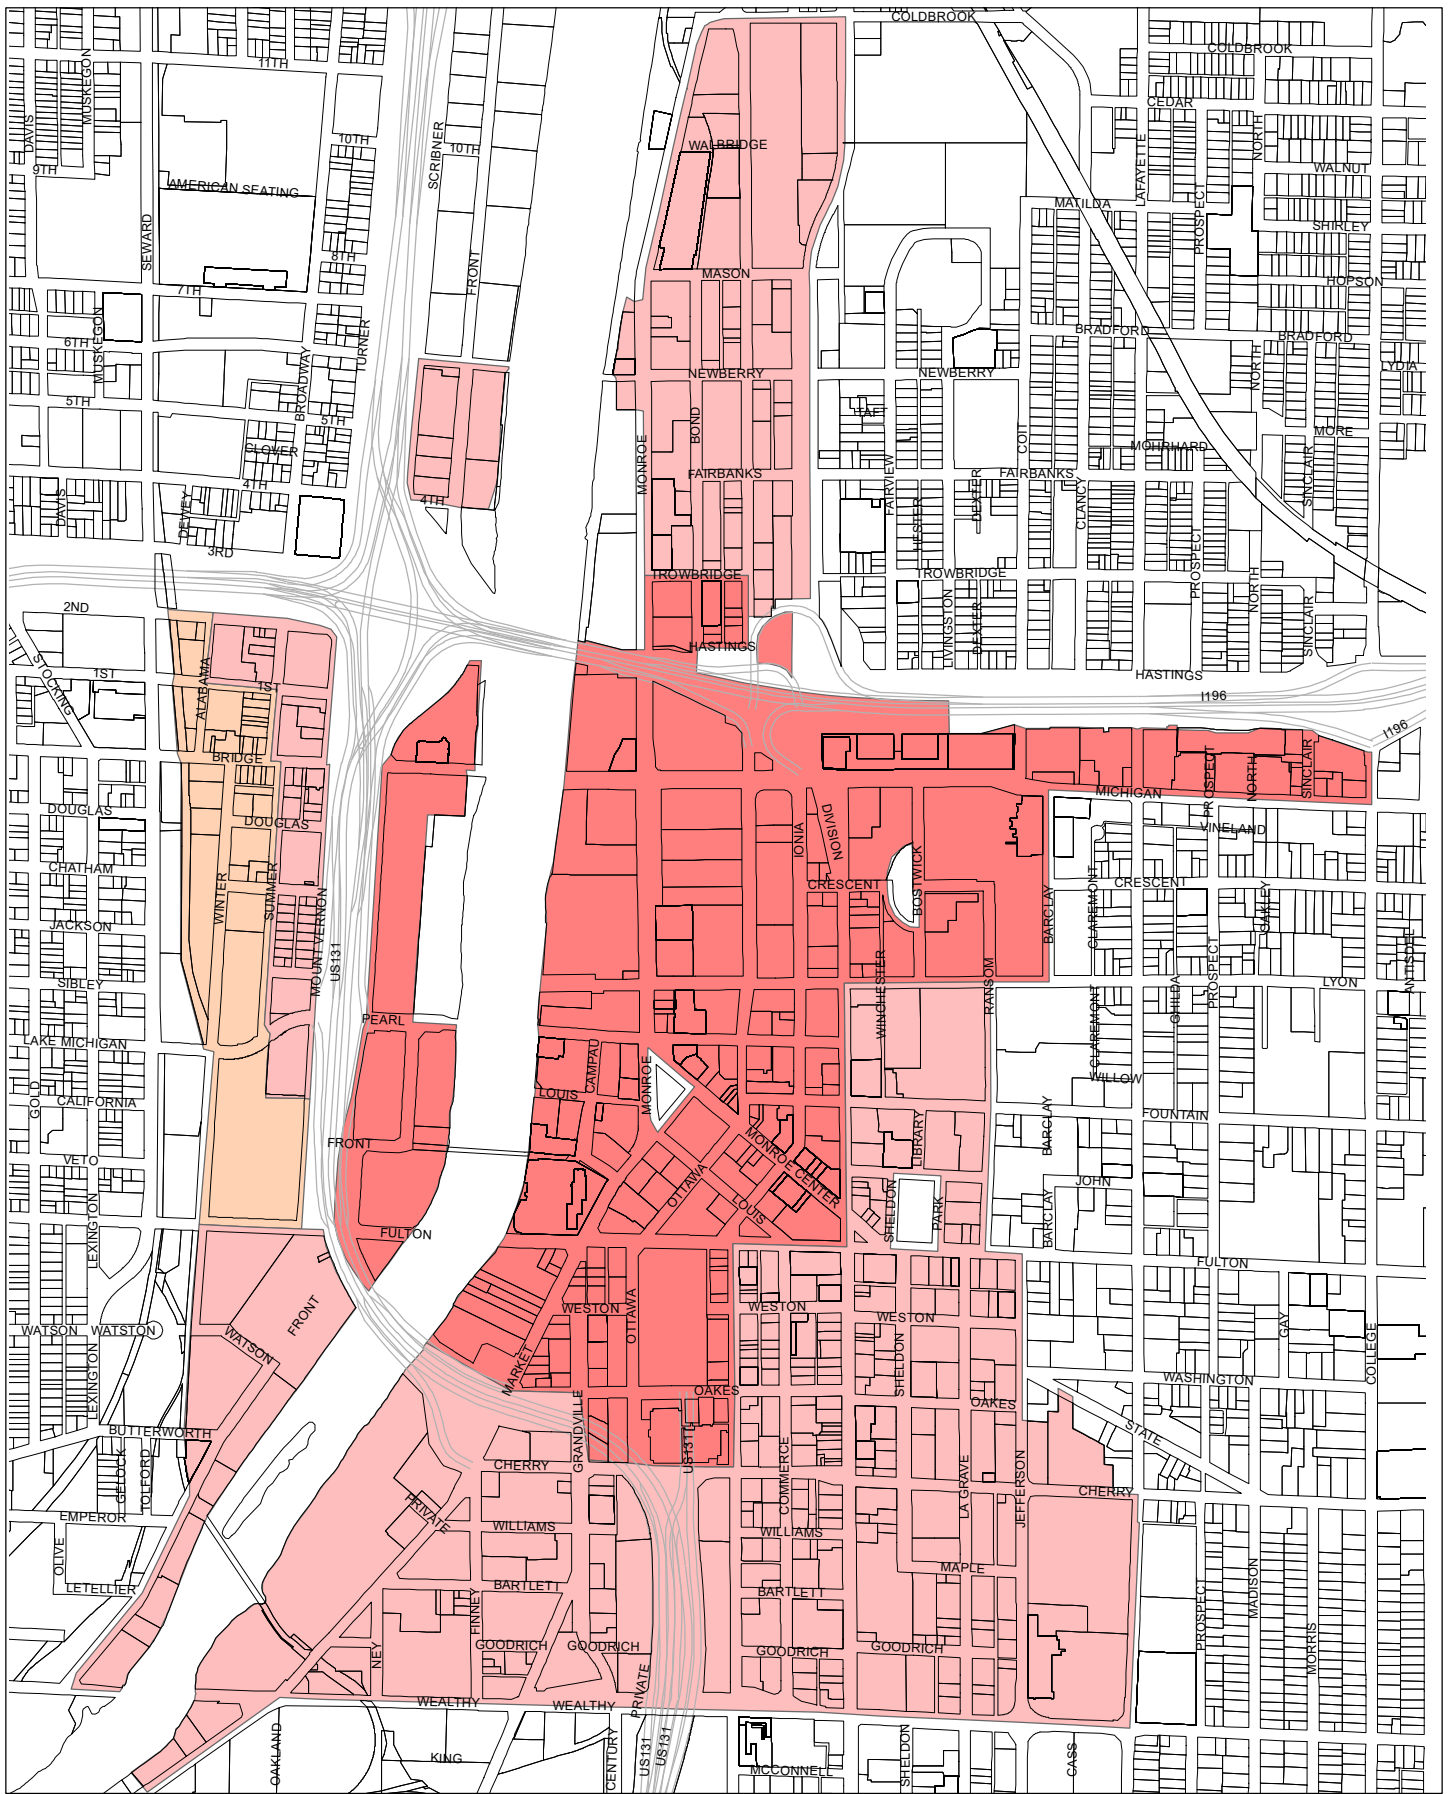 COLDBROOK
COLDBROOK
11TH
MUSKEGON
DAVIS
CEDAR
10TH
10TH
SCRIBNER
WALBRIDGE
LAFAYETTE
NORTH
9TH
WALNUT
AMERICAN SEATING
MATILDA
PROSPECT
SEWARD
SHIRLEY
8TH
FRONT
MASON
HOPSON
7TH
MUSKEGON
TURNER
BRADFORD
BRADFORD
6TH
BROADWAY
NORTH
LYDIA
NEWBERRY
NEWBERRY
5TH
5TH
TAFT
BOND
COIT
MORE
CLOVER
MONROE
MOHRHARD
4TH
FAIRBANKS
FAIRBANKS
SINCLAIR
4TH
FAIRVIEW
DEXTER
CLANCY
DAVIS
DEWEY
HESTER
3RD
PROSPECT
TROWBRIDGE
TROWBRIDGE
NORTH
2ND
LIVINGSTON
DEXTER
SINCLAIR
HASTINGS
HASTINGS
STOCKING
1ST
ALABAMA
1ST
I196
I196
BRIDGE
PROSPECT
NORTH
SINCLAIR
MICHIGAN
DOUGLAS
DOUGLAS
IONIA
DIVISION
VINELAND
CHATHAM
CRESCENT
CRESCENT
BOSTWICK
WINTER
SUMMER
BARCLAY
CLAREMONT
OAKLEY
JACKSON
MOUNT VERNON
US131
ANTISDEL
SIBLEY
WINCHESTER
RANSOM
GHILDA
PROSPECT
LYON
PEARL
CLAREMONT
LAKE MICHIGAN
CAMPAU
MONROE
WILLOW
GOLD
CALIFORNIA
LOUIS
FOUNTAIN
FRONT
MONROE CENTER
LIBRARY
BARCLAY
VETO
OTTAWA
JOHN
LEXINGTON
LOUIS
SHELDON
PARK
BARCLAY
FULTON
FULTON
FRONT
WESTON
OTTAWA
WESTON
WESTON
GAY
WATSON
WATSTON
WATSON
COLLEGE
LEXINGTON
MARKET
SHELDON
WASHINGTON
OAKES
OAKES
BUTTERWORTH
GRANDVILLE
US131
STATE
GELOCK
TOLFORD
CHERRY
COMMERCE
LA GRAVE
JEFFERSON
CHERRY
EMPEROR
PRIVATE
WILLIAMS
WILLIAMS
OLIVE
MAPLE
LETELLIER
BARTLETT
BARTLETT
PROSPECT
MADISON
FINNEY
MORRIS
NEY
GOODRICH
GOODRICH
GOODRICH
GOODRICH
PRIVATE
WEALTHY
WEALTHY
OAKLAND
KING
CENTURY
US131
US131
MCCONNELL
SHELDON
CASS